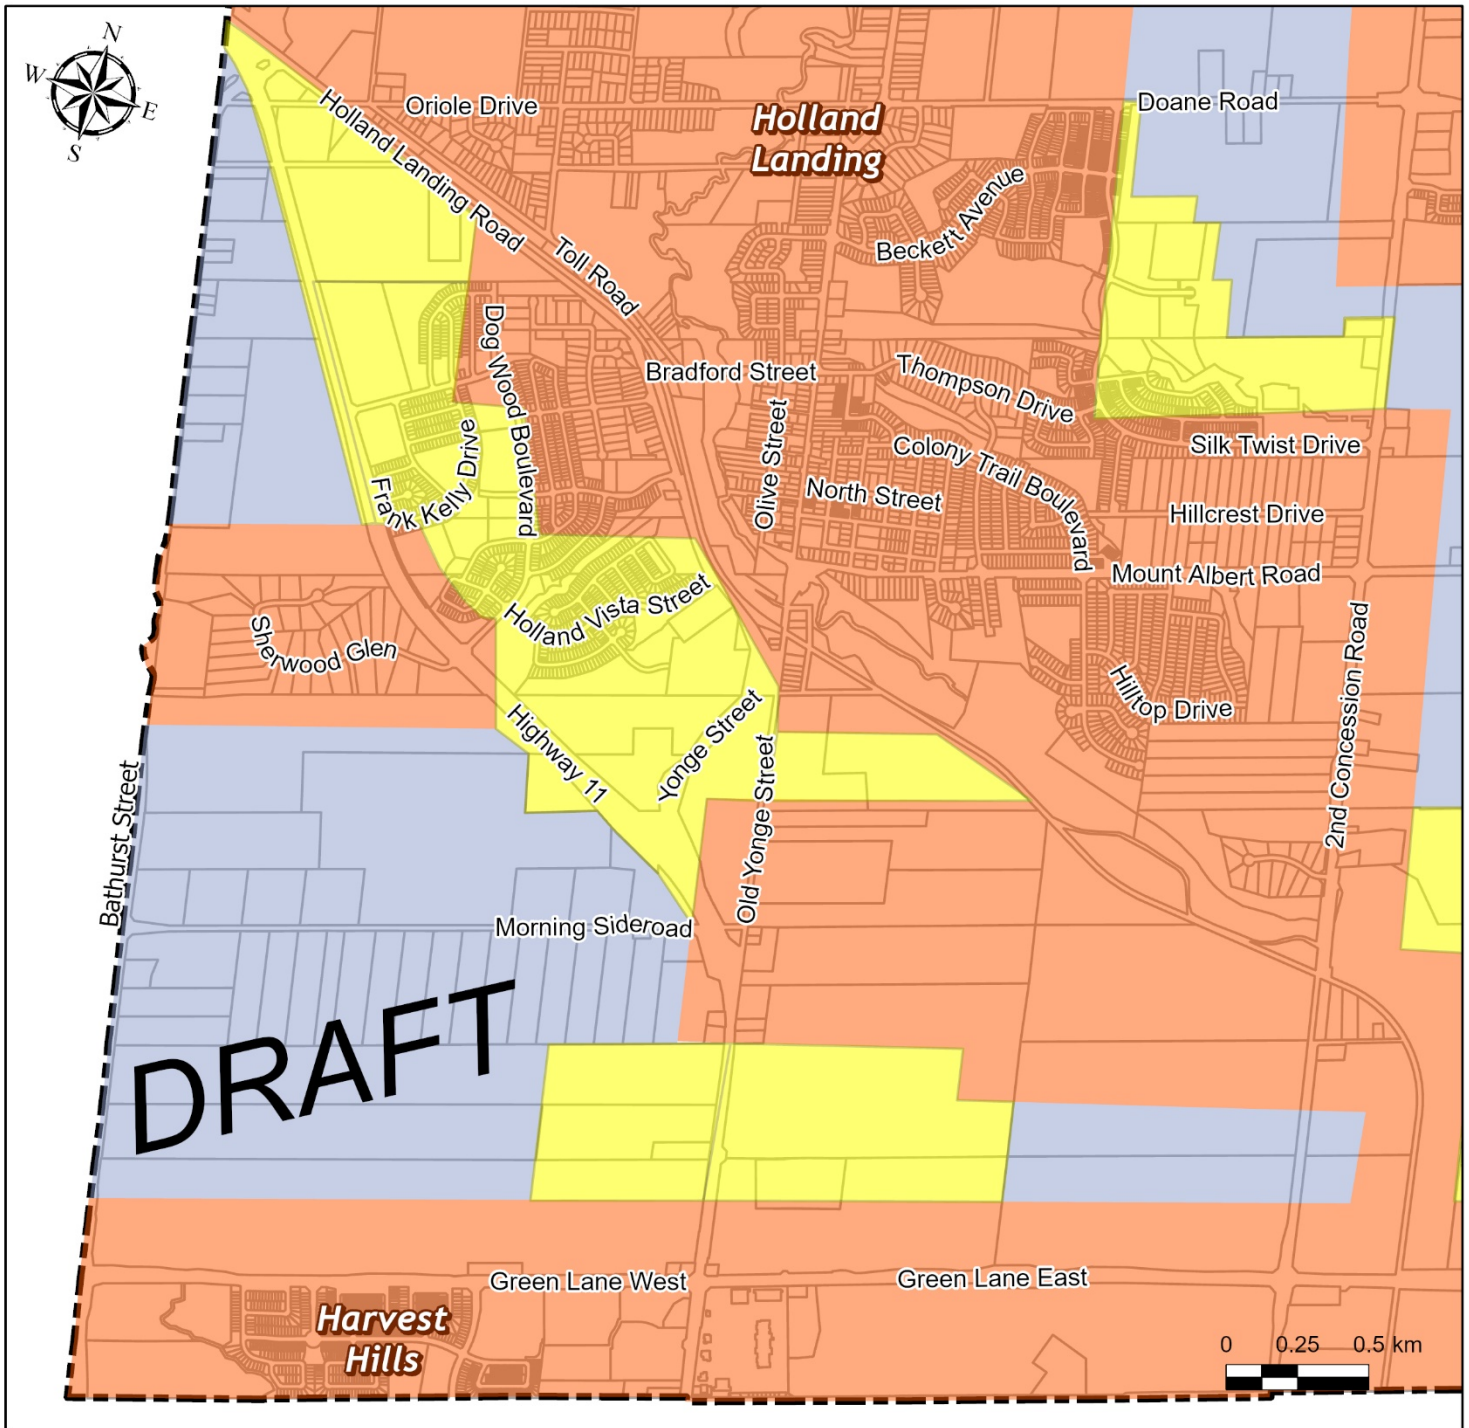 N
W
E
S
Oriole Drive
Holland
Landing
Doane Road
Holland Landing Road
Beckett Avenue
Toll Road
Dog Wood Boulevard
Bradford Street
Thompson Drive
Olive Street
Silk Twist Drive
Colony Trail Boulevard
Frank Kelly Drive
North Street
Hillcrest Drive
Mount Albert Road
Holland Vista Street
Sherwood Glen
2nd Concession Road
Hilltop Drive
Highway 11
Yonge Street
Old Yonge Street
Bathurst Street
Morning Sideroad
DRAFT
Green Lane West
Green Lane East
Harvest
Hills
0 0.25 0.5 km